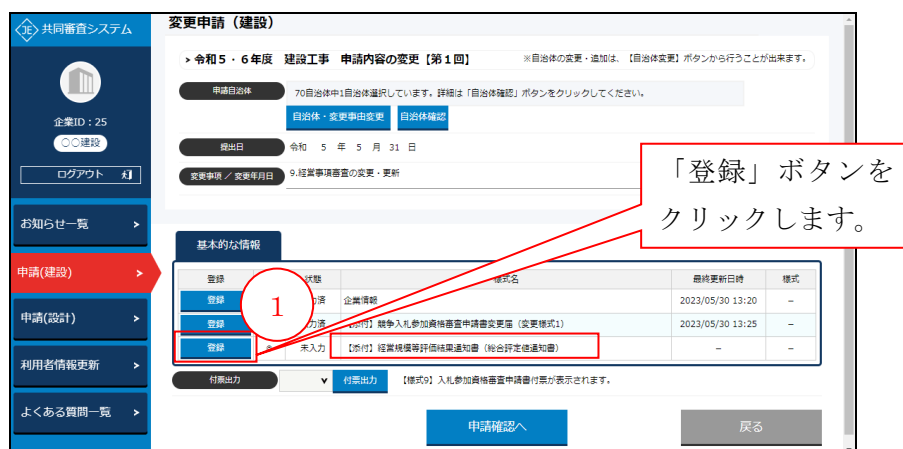 共同審査システム
企業ID：25
○○建設
ログアウト
お知らせ一覧 >
申請(建設) >
申請(設計) >
利用者情報更新 >
よくある質問一覧 >
変更申請（建設）
> 令和５・６年度 建設工事 申請内容の変更【第１回】 ※自治体の変更・追加は、【自治体変更】ボタンから行うことが出来ます。
申請自治体 70自治体中1自治体選択しています。詳細は「自治体確認」ボタンをクリックしてください。
自治体・変更事由変更 自治体確認
提出日 令和 5 年 5 月 31 日
変更事項 ／ 変更年月日 9.経営事項審査の変更・更新
「登録」ボタンを
クリックします。
基本的な情報
登録 状態 様式名 最終更新日時 様式
登録 力済 企業情報 2023/05/30 13:20 －
登録 力済 【添付】競争入札参加資格審査申請書変更届（変更様式1） 2023/05/30 13:25 －
登録 未入力 【添付】経営規模等評価結果通知書（総合評定値通知書） － －
1
付票出力 付票出力 【様式9】入札参加資格審査申請書付票が表示されます。
申請確認へ 戻る